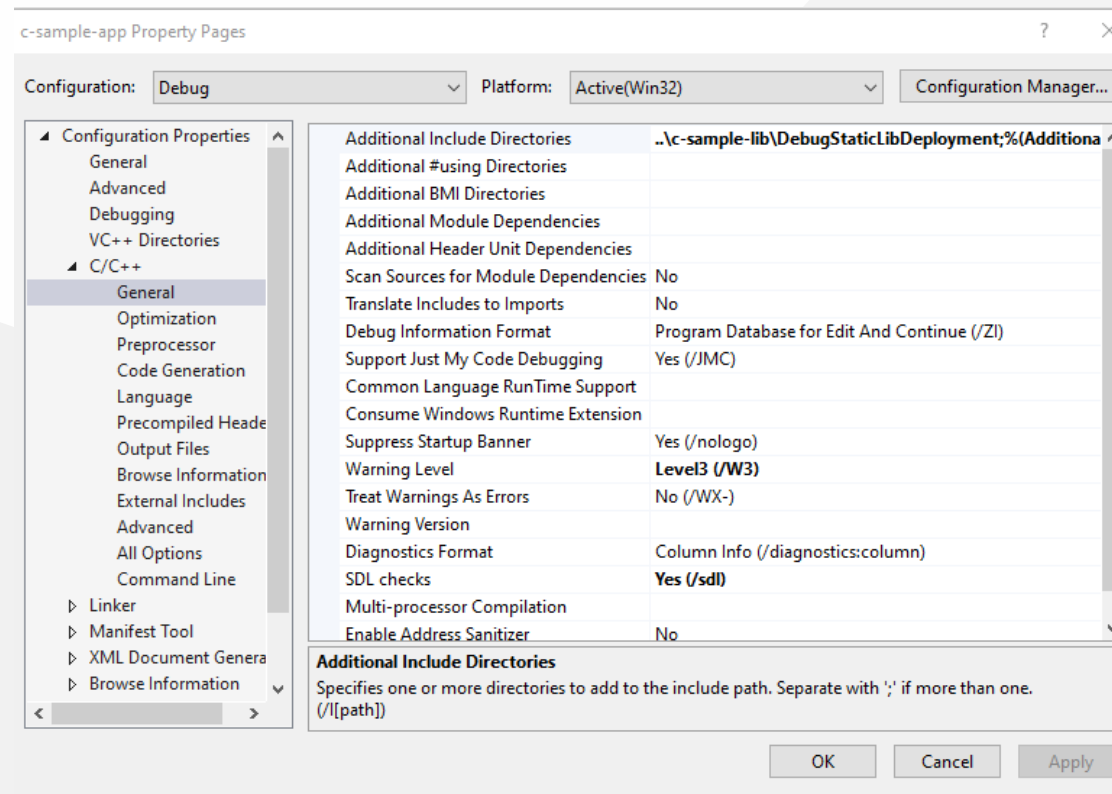 c-sample-app Property Pages
Configuration: Debug Platform: Active(Win32) Configuration Manager...
Configuration Properties
General
Advanced
Debugging
VC++ Directories
C/C++
General
Optimization
Preprocessor
Code Generation
Language
Precompiled Heade
Output Files
Browse Information
External Includes
Advanced
All Options
Command Line
Linker
Manifest Tool
XML Document Genera
Browse Information
Additional Include Directories ..\c-sample-lib\DebugStaticLibDeployment;%(Additiona
Additional #using Directories
Additional BMI Directories
Additional Module Dependencies
Additional Header Unit Dependencies
Scan Sources for Module Dependencies No
Translate Includes to Imports No
Debug Information Format Program Database for Edit And Continue (/ZI)
Support Just My Code Debugging Yes (/JMC)
Common Language RunTime Support
Consume Windows Runtime Extension
Suppress Startup Banner Yes (/nologo)
Warning Level Level3 (/W3)
Treat Warnings As Errors No (/WX-)
Warning Version
Diagnostics Format Column Info (/diagnostics:column)
SDL checks Yes (/sdl)
Multi-processor Compilation
Enable Address Sanitizer No
Additional Include Directories
Specifies one or more directories to add to the include path. Separate with ';' if more than one.
(/I[path])
OK Cancel Apply